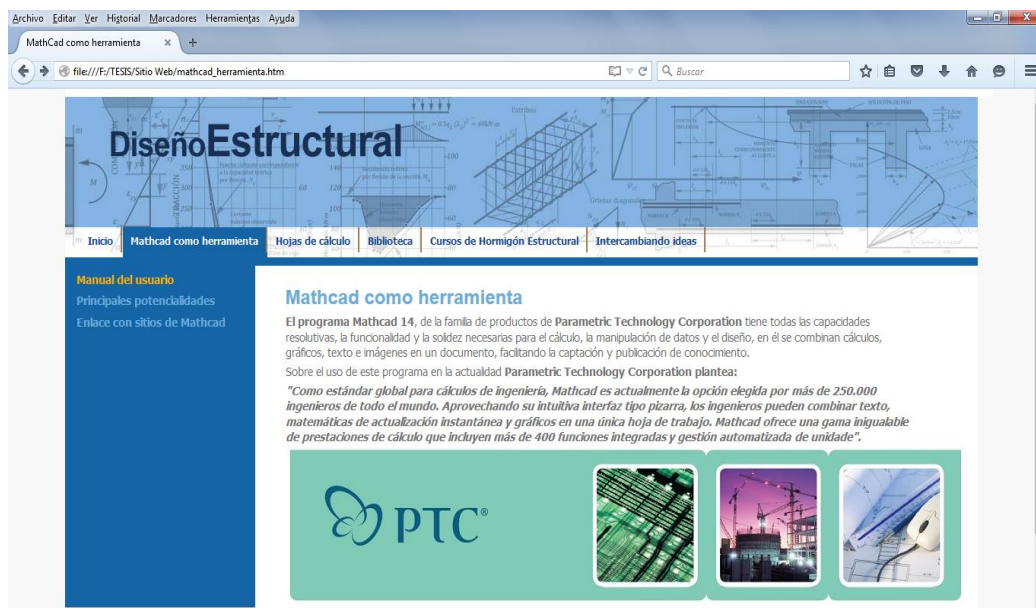 Archivo Editar Ver Historial Marcadores Herramientas Ayuda
MathCad como herramienta
file:///F:/TESIS/Sitio Web/mathcad_herramienta.htm
Buscar
DiseñoEstructural
Inicio Mathcad como herramienta Hojas de cálculo Biblioteca Cursos de Hormigón Estructural Intercambiando ideas
Manual del usuario
Principales potencialidades
Enlace con sitios de Mathcad
Mathcad como herramienta
El programa Mathcad 14, de la familia de productos de Parametric Technology Corporation tiene todas las capacidades
resolutivas, la funcionalidad y la solidez necesarias para el cálculo, la manipulación de datos y el diseño, en él se combinan cálculos,
gráficos, texto e imágenes en un documento, facilitando la captación y publicación de conocimiento.
Sobre el uso de este programa en la actualidad Parametric Technology Corporation plantea:
"Como estándar global para cálculos de ingeniería, Mathcad es actualmente la opción elegida por más de 250.000
ingenieros de todo el mundo. Aprovechando su intuitiva interfaz tipo pizarra, los ingenieros pueden combinar texto,
matemáticas de actualización instantánea y gráficos en una única hoja de trabajo. Mathcad ofrece una gama inigualable
de prestaciones de cálculo que incluyen más de 400 funciones integradas y gestión automatizada de unidade".
PTC®